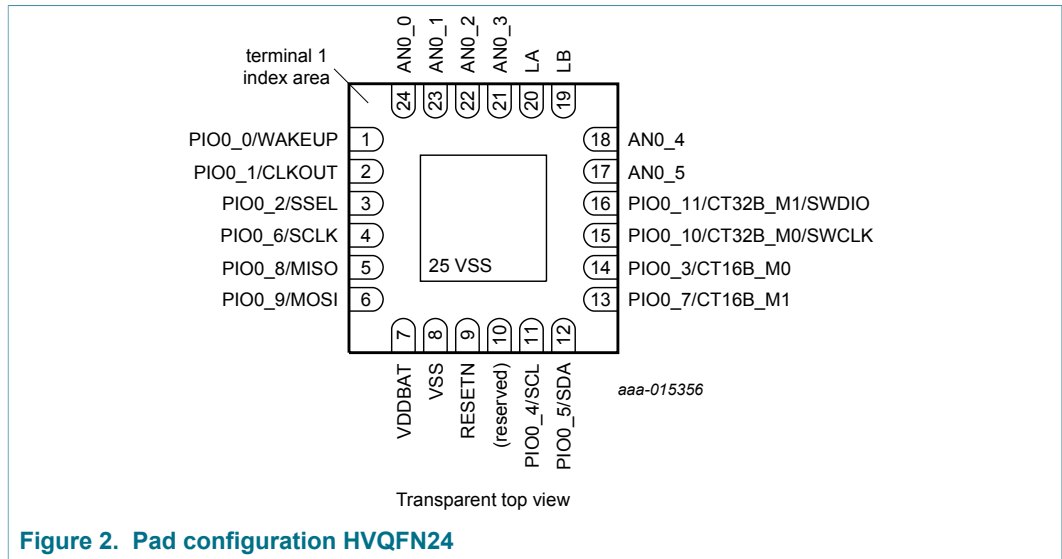 AN0_0
AN0_1
AN0_2
AN0_3
LA
LB
terminal 1
index area
24
23
22
21
20
19
PIO0_0/WAKEUP 1
PIO0_1/CLKOUT 2
PIO0_2/SSEL 3
PIO0_6/SCLK 4
PIO0_8/MISO 5
PIO0_9/MOSI 6
18 AN0_4
17 AN0_5
16 PIO0_11/CT32B_M1/SWDIO
15 PIO0_10/CT32B_M0/SWCLK
14 PIO0_3/CT16B_M0
13 PIO0_7/CT16B_M1
25 VSS
7
8
9
10
11
12
VDDBAT
VSS
RESETN
(reserved)
PIO0_4/SCL
PIO0_5/SDA
aaa-015356
Transparent top view
Figure 2. Pad configuration HVQFN24